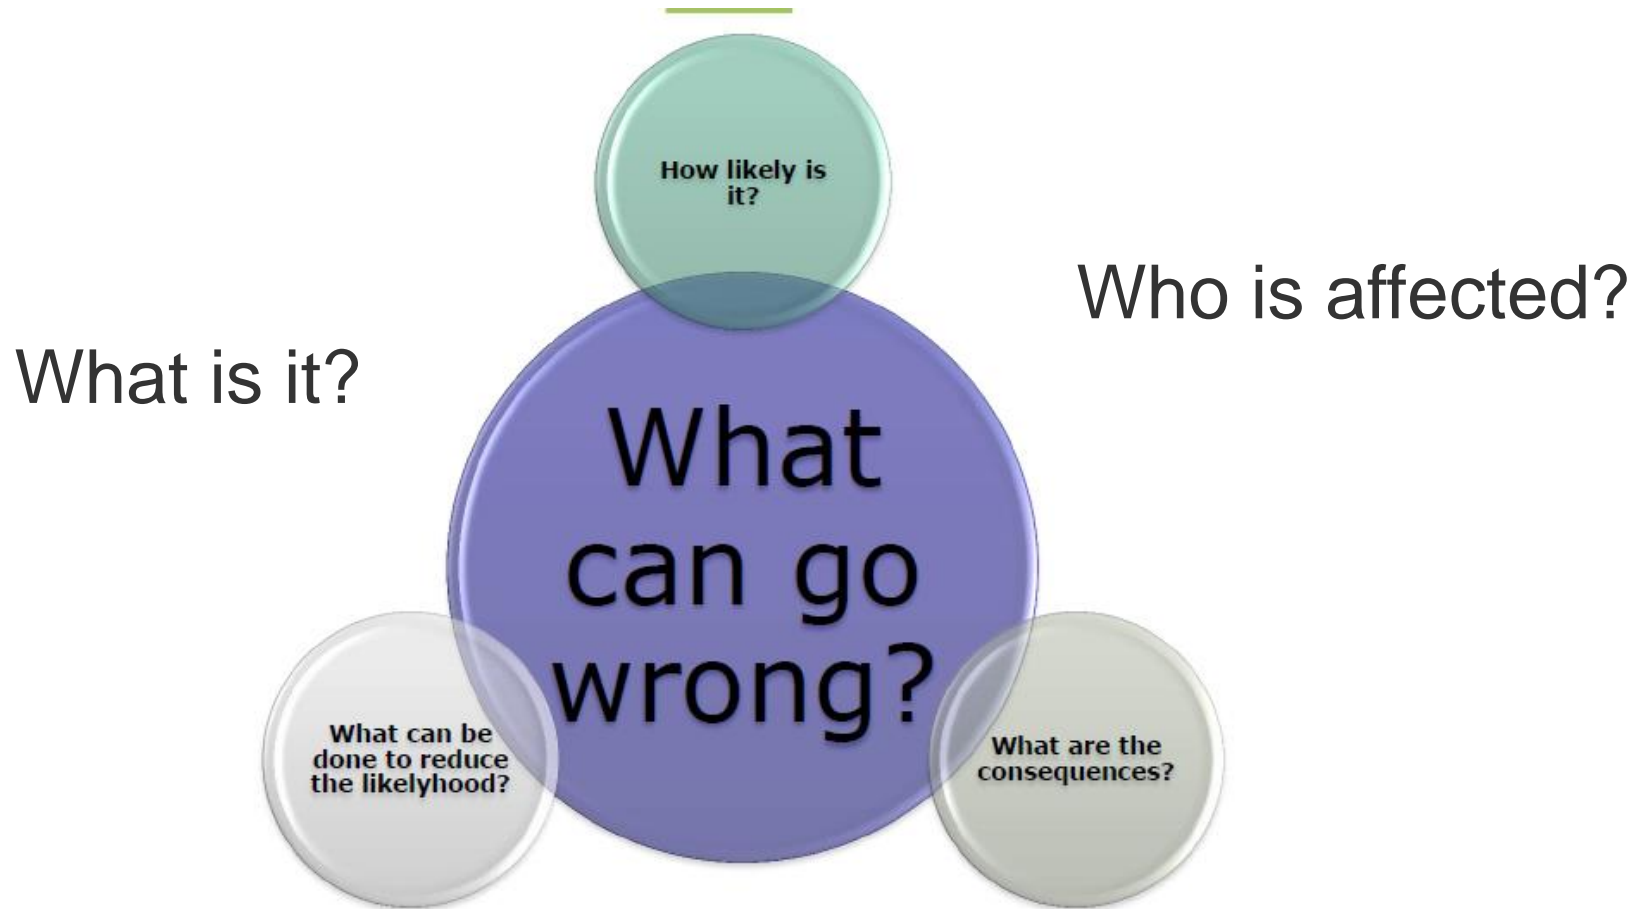 How likely is
it?
Who is affected?
What is it?
What
can go
wrong?
What can be
done to reduce
the likelyhood?
What are the
consequences?